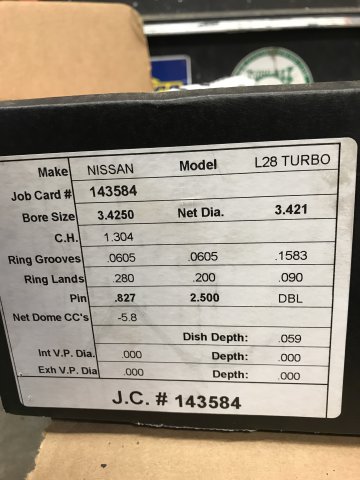 Make NISSAN Model L28 TURBO
Job Card # 143584
Bore Size 3.4250 Net Dia. 3.421
C.H. 1.304
Ring Grooves .0605 .0605 .1583
Ring Lands .280 .200 .090
Pin .827 2.500 DBL
Net Dome CC's -5.8
Dish Depth: .059
Int V.P. Dia. .000 Depth: .000
Exh V.P. Dia .000 Depth: .000
J.C. # 143584